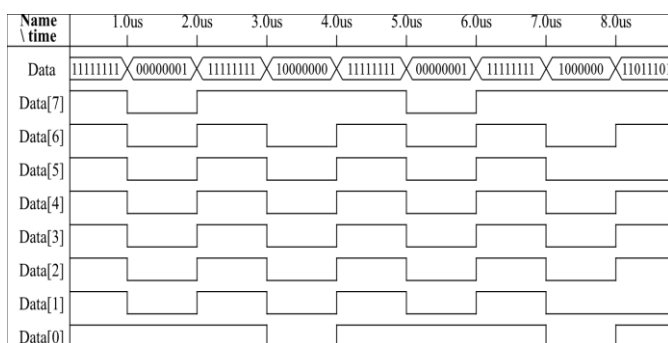 Name 1.0us 2.0us 3.0us 4.0us 5.0us 6.0us 7.0us 8.0us
\ time
Data 11111111 00000001 11111111 10000000 11111111 00000001 11111111 1000000 11011101
Data[7]
Data[6]
Data[5]
Data[4]
Data[3]
Data[2]
Data[1]
Data[0]